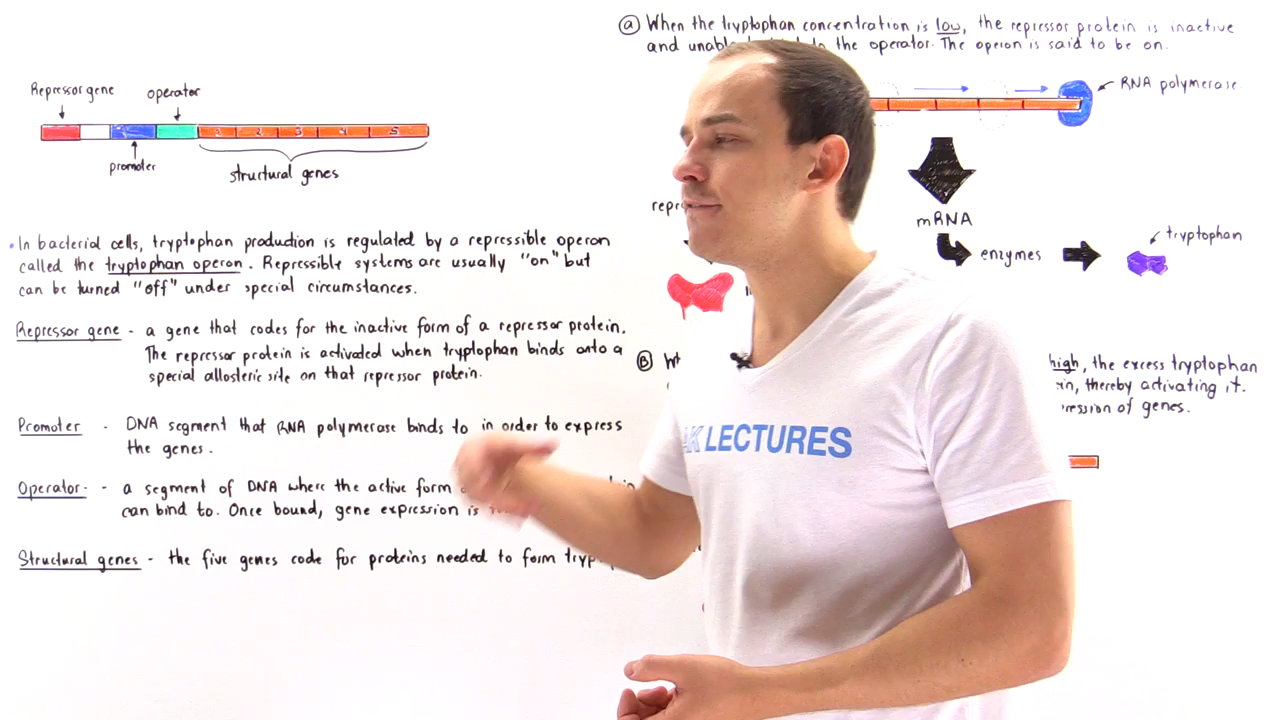 Repressor gene
operator
1 2 3 4 5
promoter
structural genes
• In bacterial cells, tryptophan production is regulated by a repressible operon
called the tryptophan operon. Repressible systems are usually "on" but
can be turned "off" under special circumstances.
Repressor gene - a gene that codes for the inactive form of a repressor protein.
The repressor protein is activated when tryptophan binds onto a
special allosteric site on that repressor protein.
Promoter - DNA segment that RNA polymerase binds to in order to express
the genes.
Operator - a segment of DNA where the active form
can bind to. Once bound, gene expression is
Structural genes - the five genes code for proteins needed to form
(a) When the tryptophan concentration is low, the repressor protein is inactive
and the operator. The operon is said to be on.
RNA polymerase
mRNA
enzymes
tryptophan
(B)
high, the excess tryptophan
thereby activating it.
of genes.
LECTURES